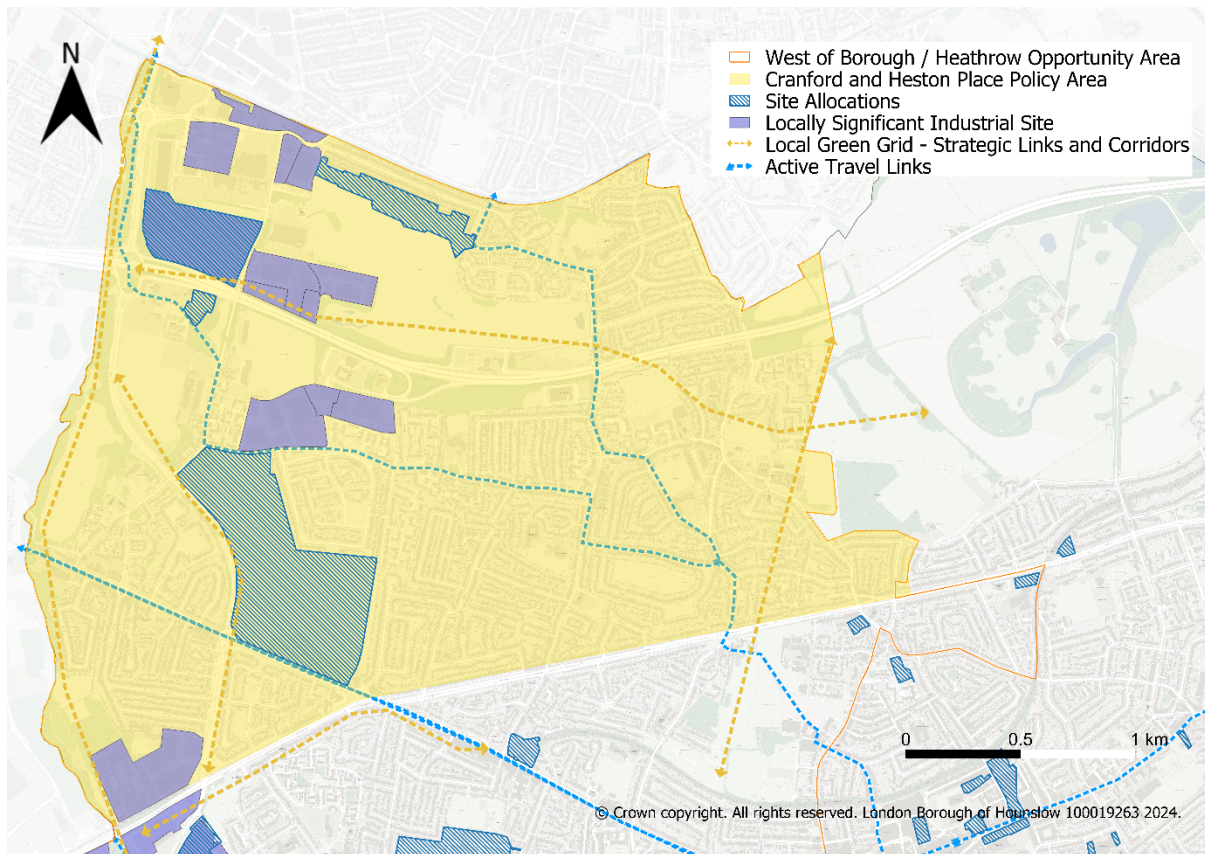 N
West of Borough / Heathrow Opportunity Area
Cranford and Heston Place Policy Area
Site Allocations
Locally Significant Industrial Site
Local Green Grid - Strategic Links and Corridors
Active Travel Links
0 0.5 1 km
© Crown copyright. All rights reserved. London Borough of Hounslow 100019263 2024.